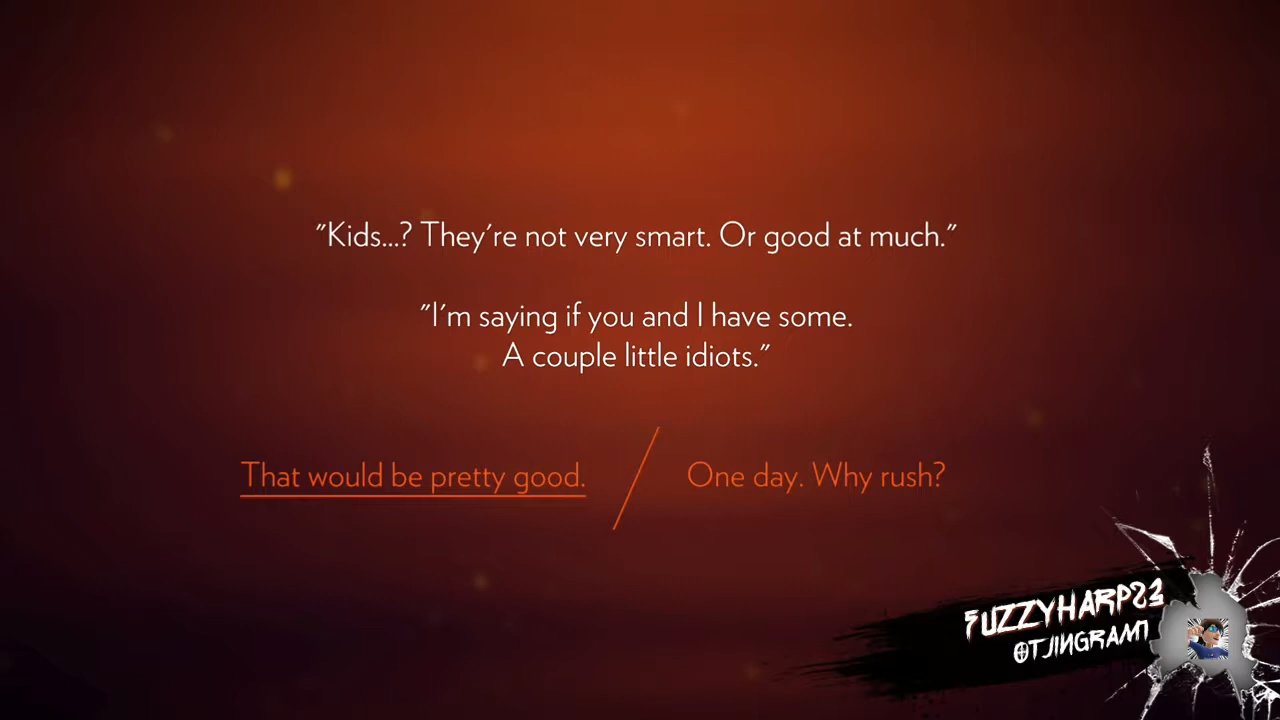 "Kids...? They're not very smart. Or good at much."
"I'm saying if you and I have some.
A couple little idiots."
That would be pretty good. / One day. Why rush?
FUZZYHARP23
@TJINGRAM1